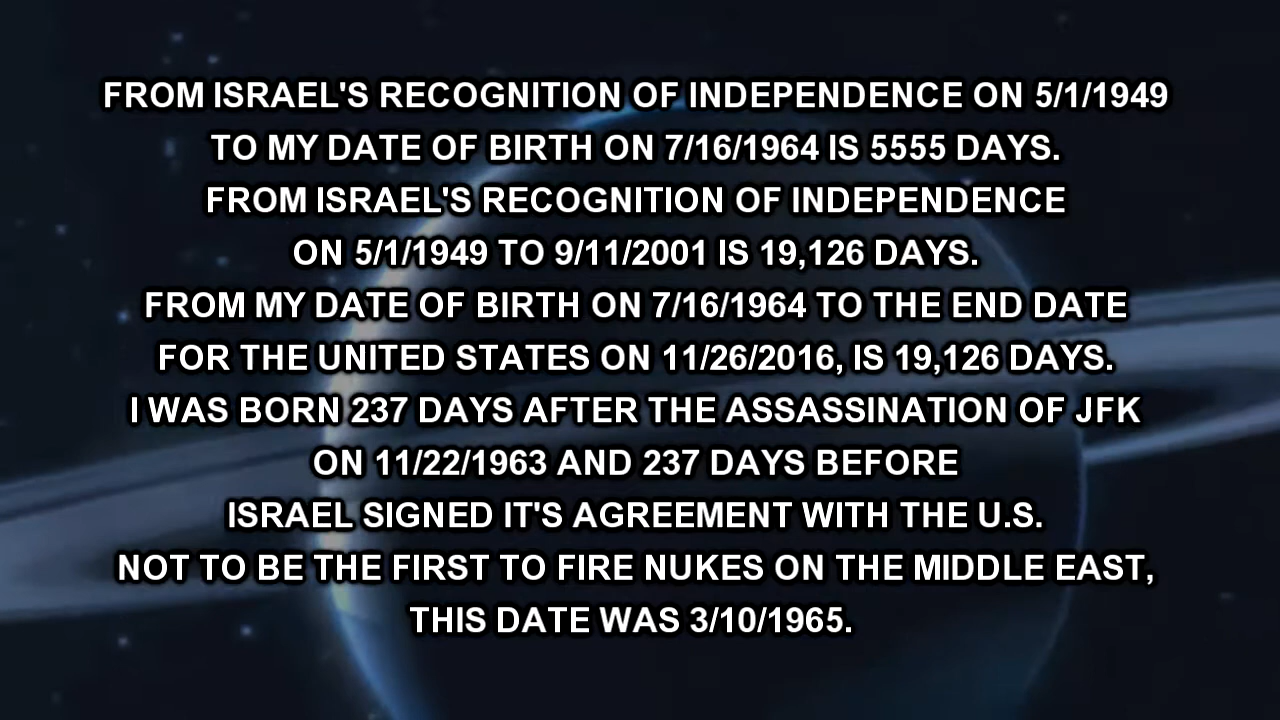 FROM ISRAEL'S RECOGNITION OF INDEPENDENCE ON 5/1/1949
TO MY DATE OF BIRTH ON 7/16/1964 IS 5555 DAYS.
FROM ISRAEL'S RECOGNITION OF INDEPENDENCE
ON 5/1/1949 TO 9/11/2001 IS 19,126 DAYS.
FROM MY DATE OF BIRTH ON 7/16/1964 TO THE END DATE
FOR THE UNITED STATES ON 11/26/2016, IS 19,126 DAYS.
I WAS BORN 237 DAYS AFTER THE ASSASSINATION OF JFK
ON 11/22/1963 AND 237 DAYS BEFORE
ISRAEL SIGNED IT'S AGREEMENT WITH THE U.S.
NOT TO BE THE FIRST TO FIRE NUKES ON THE MIDDLE EAST,
THIS DATE WAS 3/10/1965.